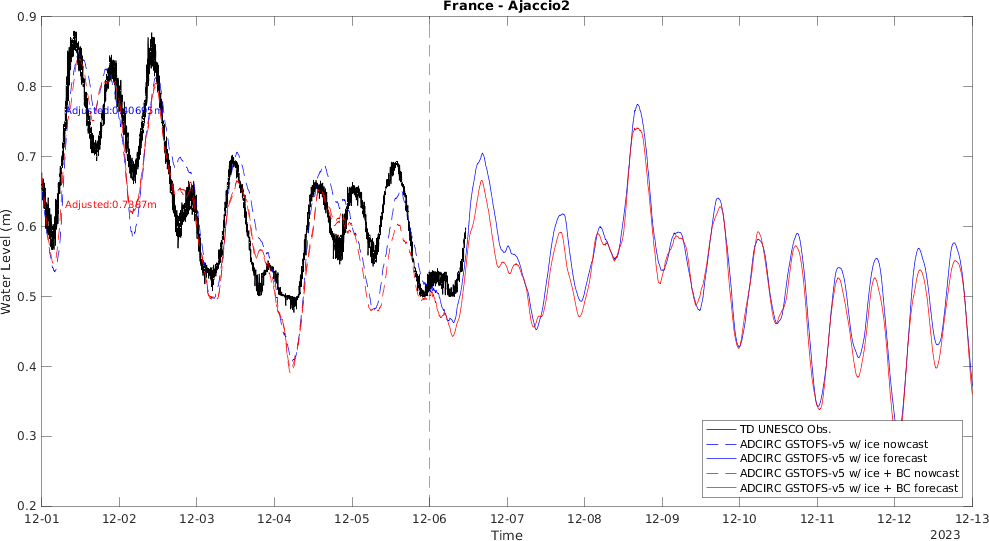 France - Ajaccio2
0.9
0.8
0.7
0.6
0.5
0.4
0.3
0.2
Water Level (m)
Adjusted:0.7387m
TD UNESCO Obs.
ADCIRC GSTOFS-v5 w/ ice nowcast
ADCIRC GSTOFS-v5 w/ ice forecast
ADCIRC GSTOFS-v5 w/ ice + BC nowcast
ADCIRC GSTOFS-v5 w/ ice + BC forecast
12-01 12-02 12-03 12-04 12-05 12-06 12-07 12-08 12-09 12-10 12-11 12-12 12-13
Time
2023